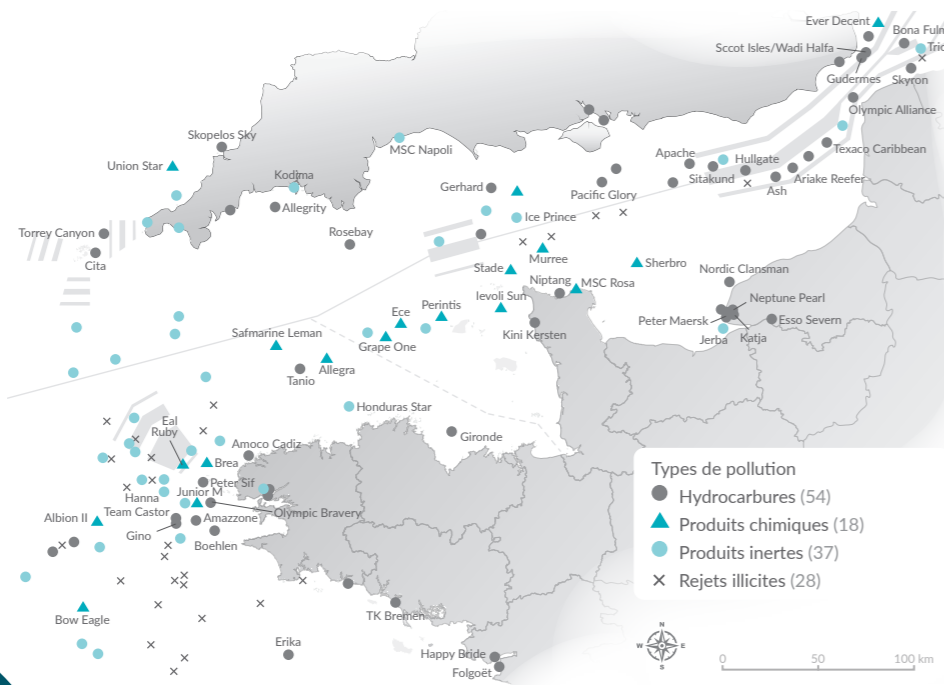 Ever Decent
Bona Fulm
Sccot Isles/Wadi Halfa
Tric
Gudermes
Skyron
Olympic Alliance
Skopelos Sky
MSC Napoli
Union Star
Kodima
Allegrity
Gerhard
Pacific Glory
Apache
Hullgate
Texaco Caribbean
Sitakund
Ash
Ariake Reefer
Torrey Canyon
Cita
Rosebay
Ice Prince
Murree
Stade
Sherbro
Niptang
MSC Rosa
Nordic Clansman
Ievoli Sun
Neptune Pearl
Peter Maersk
Esso Severn
Jerba
Katja
Kini Kersten
Ece
Perintis
Safmarine Leman
Grape One
Allegra
Tanio
Honduras Star
Gironde
Eal
Ruby
Amoco Cadiz
Brea
Peter Sif
Hanna
Junior M
Team Castor
Olympic Bravery
Albion II
Amazzone
Gino
Boehlen
Bow Eagle
TK Bremen
Erika
Happy Bride
Folgoët
Types de pollution
Hydrocarbures (54)
Produits chimiques (18)
Produits inertes (37)
Rejets illicites (28)
N
W E
S
0 50 100 km